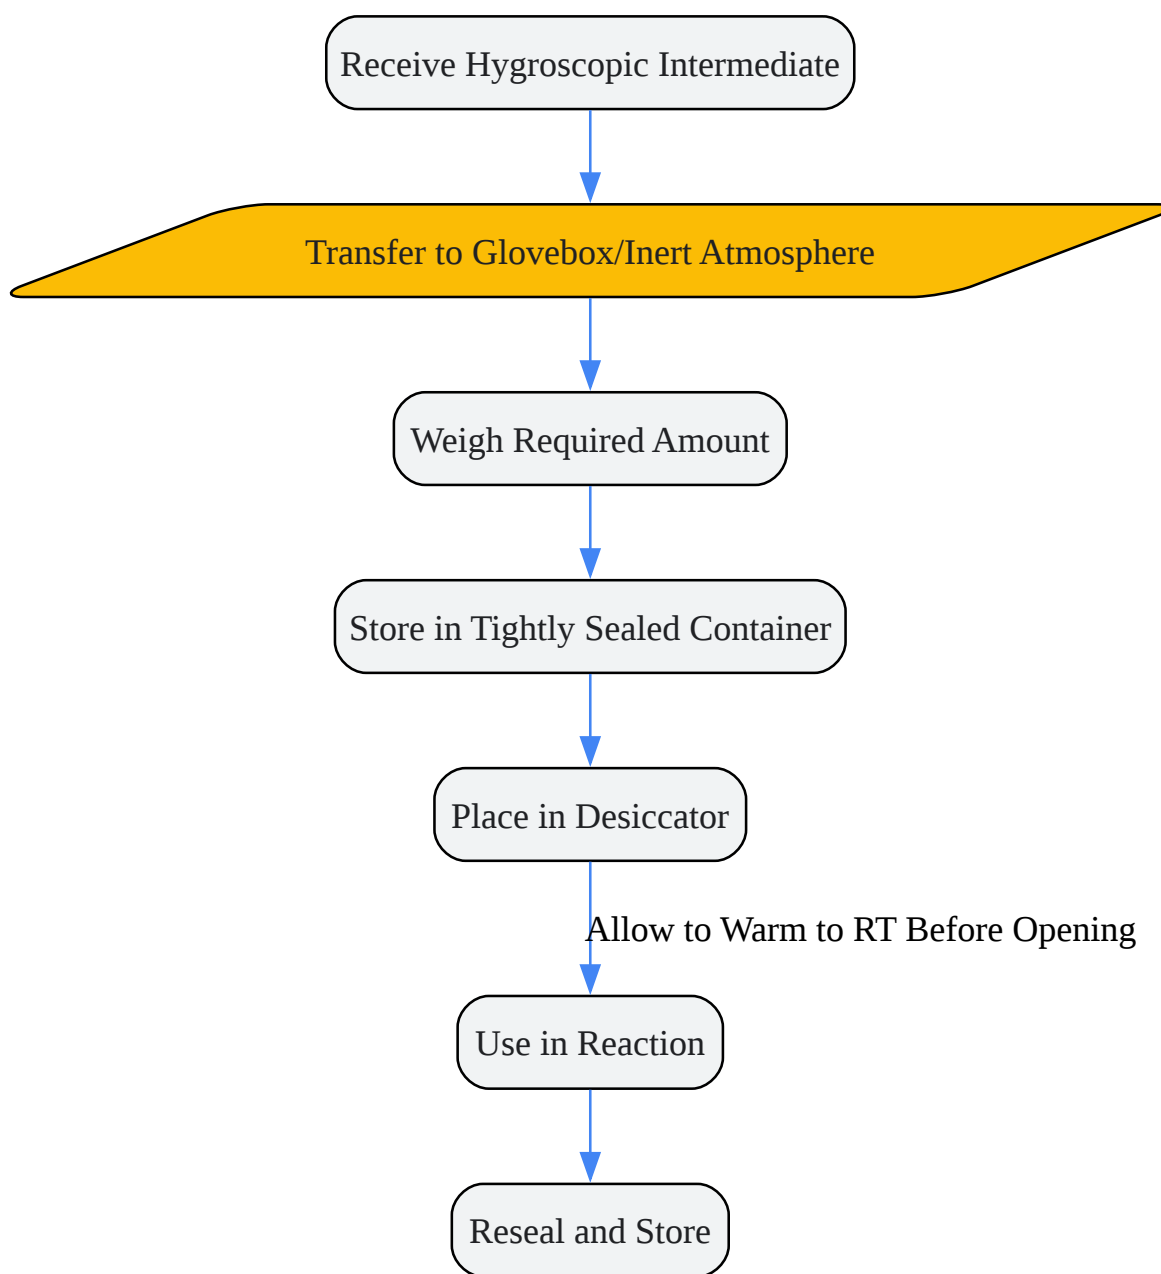 Receive Hygroscopic Intermediate
Transfer to Glovebox/Inert Atmosphere
Weigh Required Amount
Store in Tightly Sealed Container
Place in Desiccator
Allow to Warm to RT Before Opening
Use in Reaction
Reseal and Store